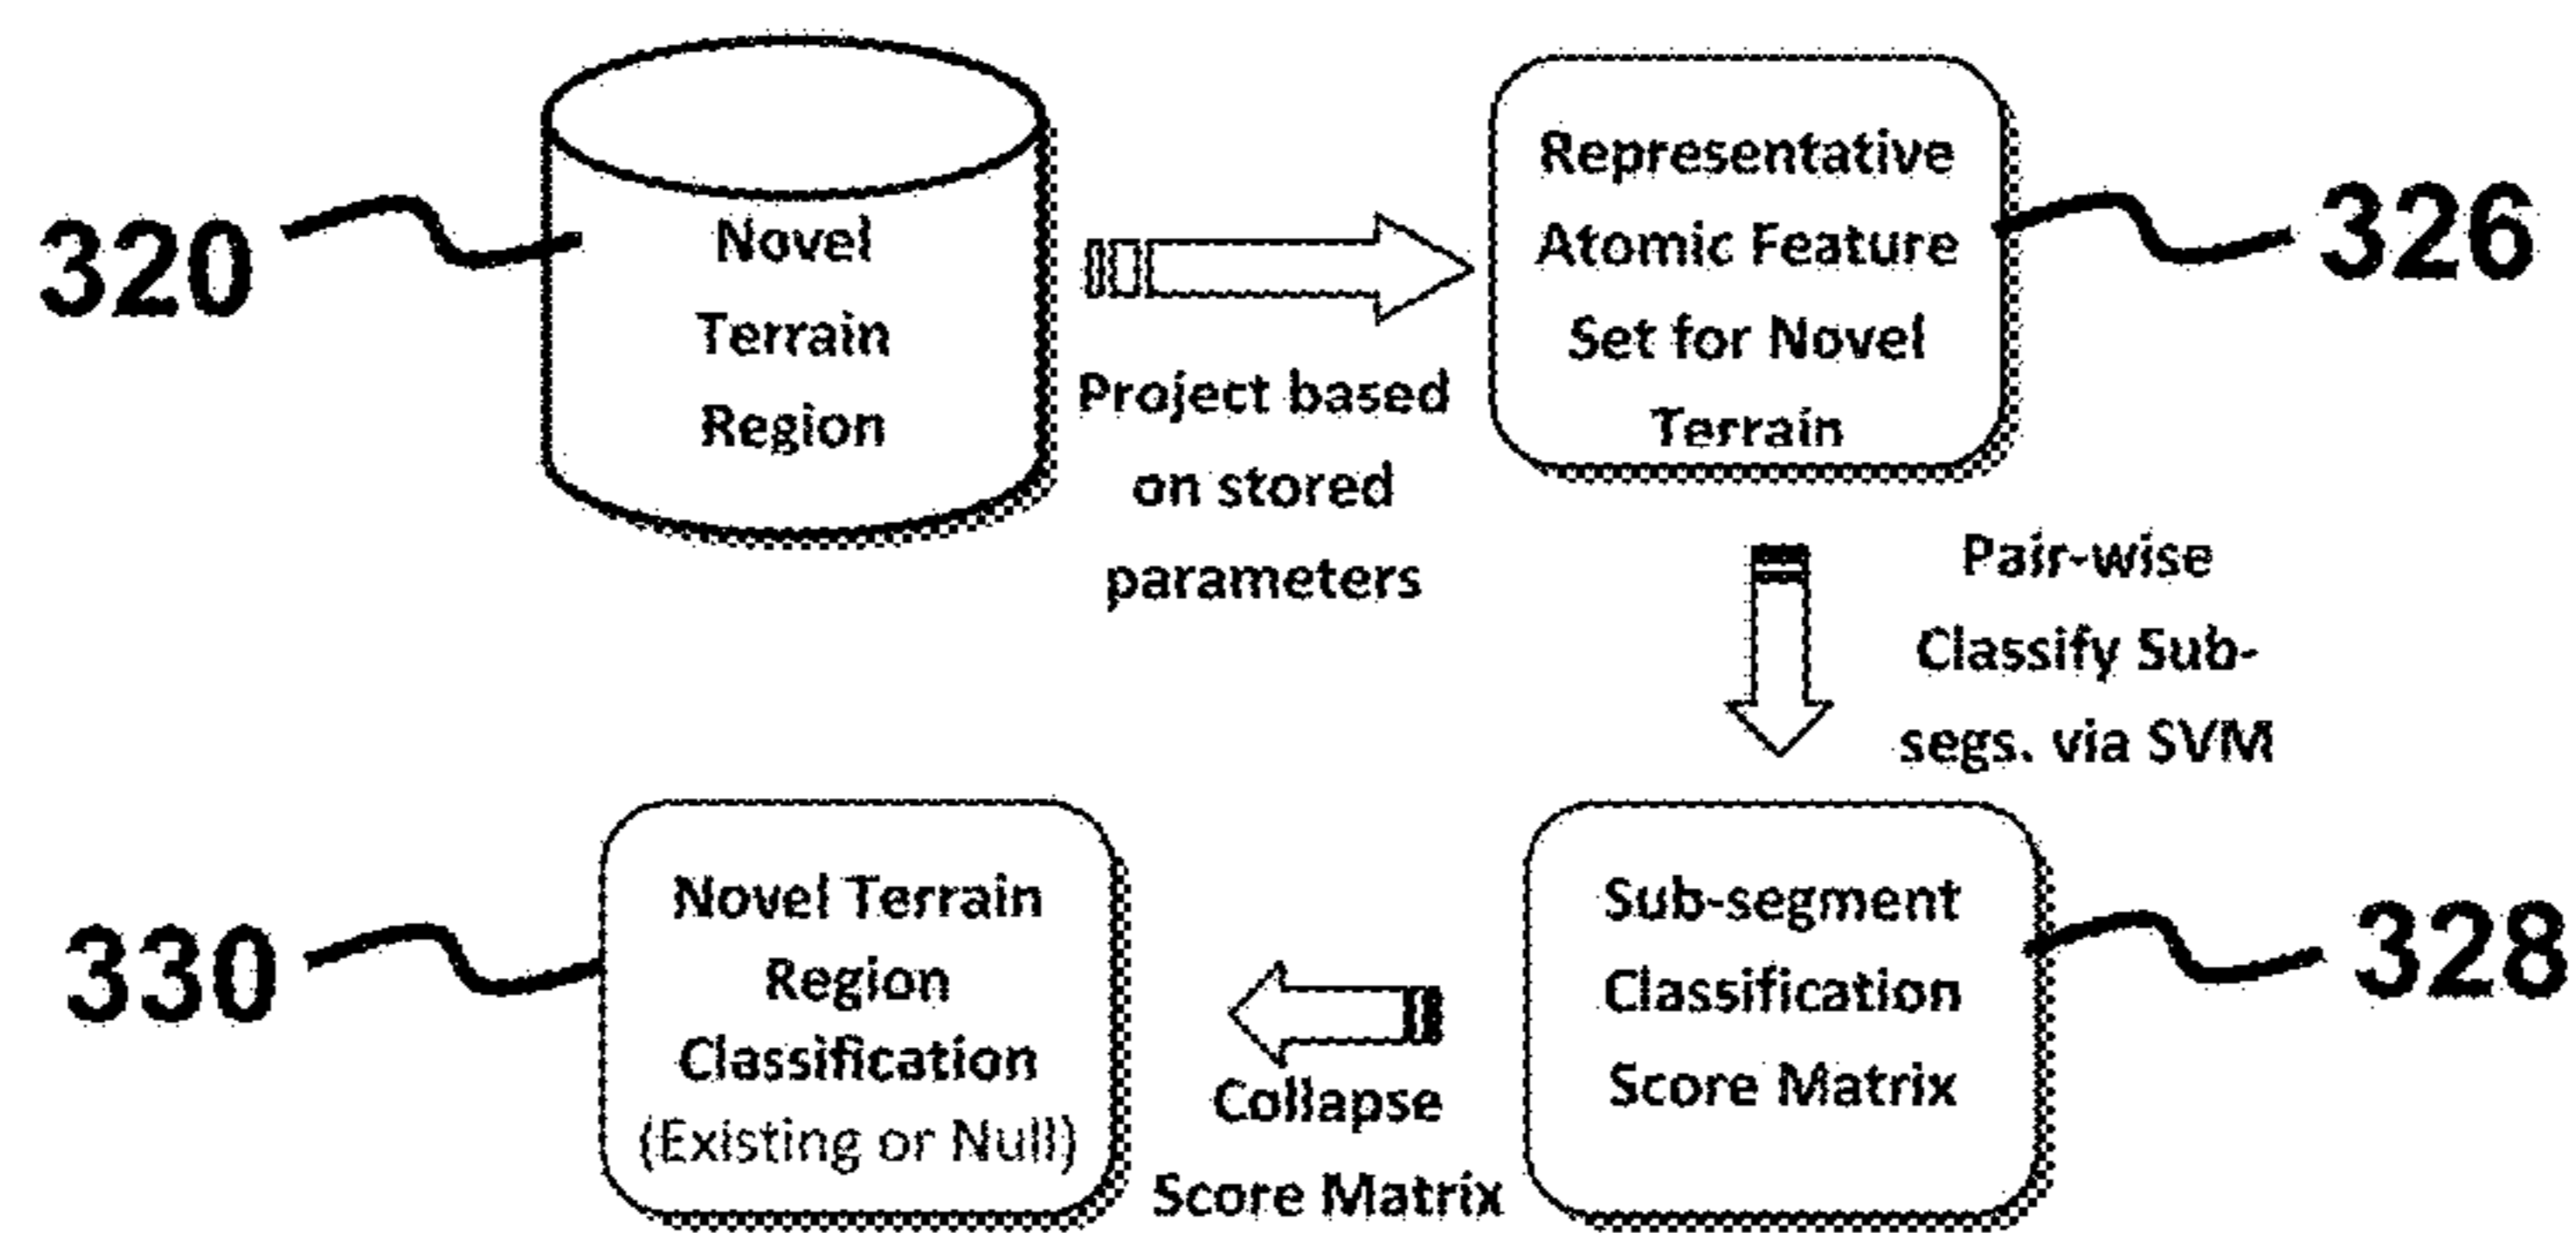 320
Novel
Terrain
Region
Project based
on stored
parameters
Representative
Atomic Feature
Set for Novel
Terrain
326
Pair-wise
Classify Sub-
segs. via SVM
330
Novel Terrain
Region
Classification
(Existing or Null)
Collapse
Score Matrix
Sub-segment
Classification
Score Matrix
328